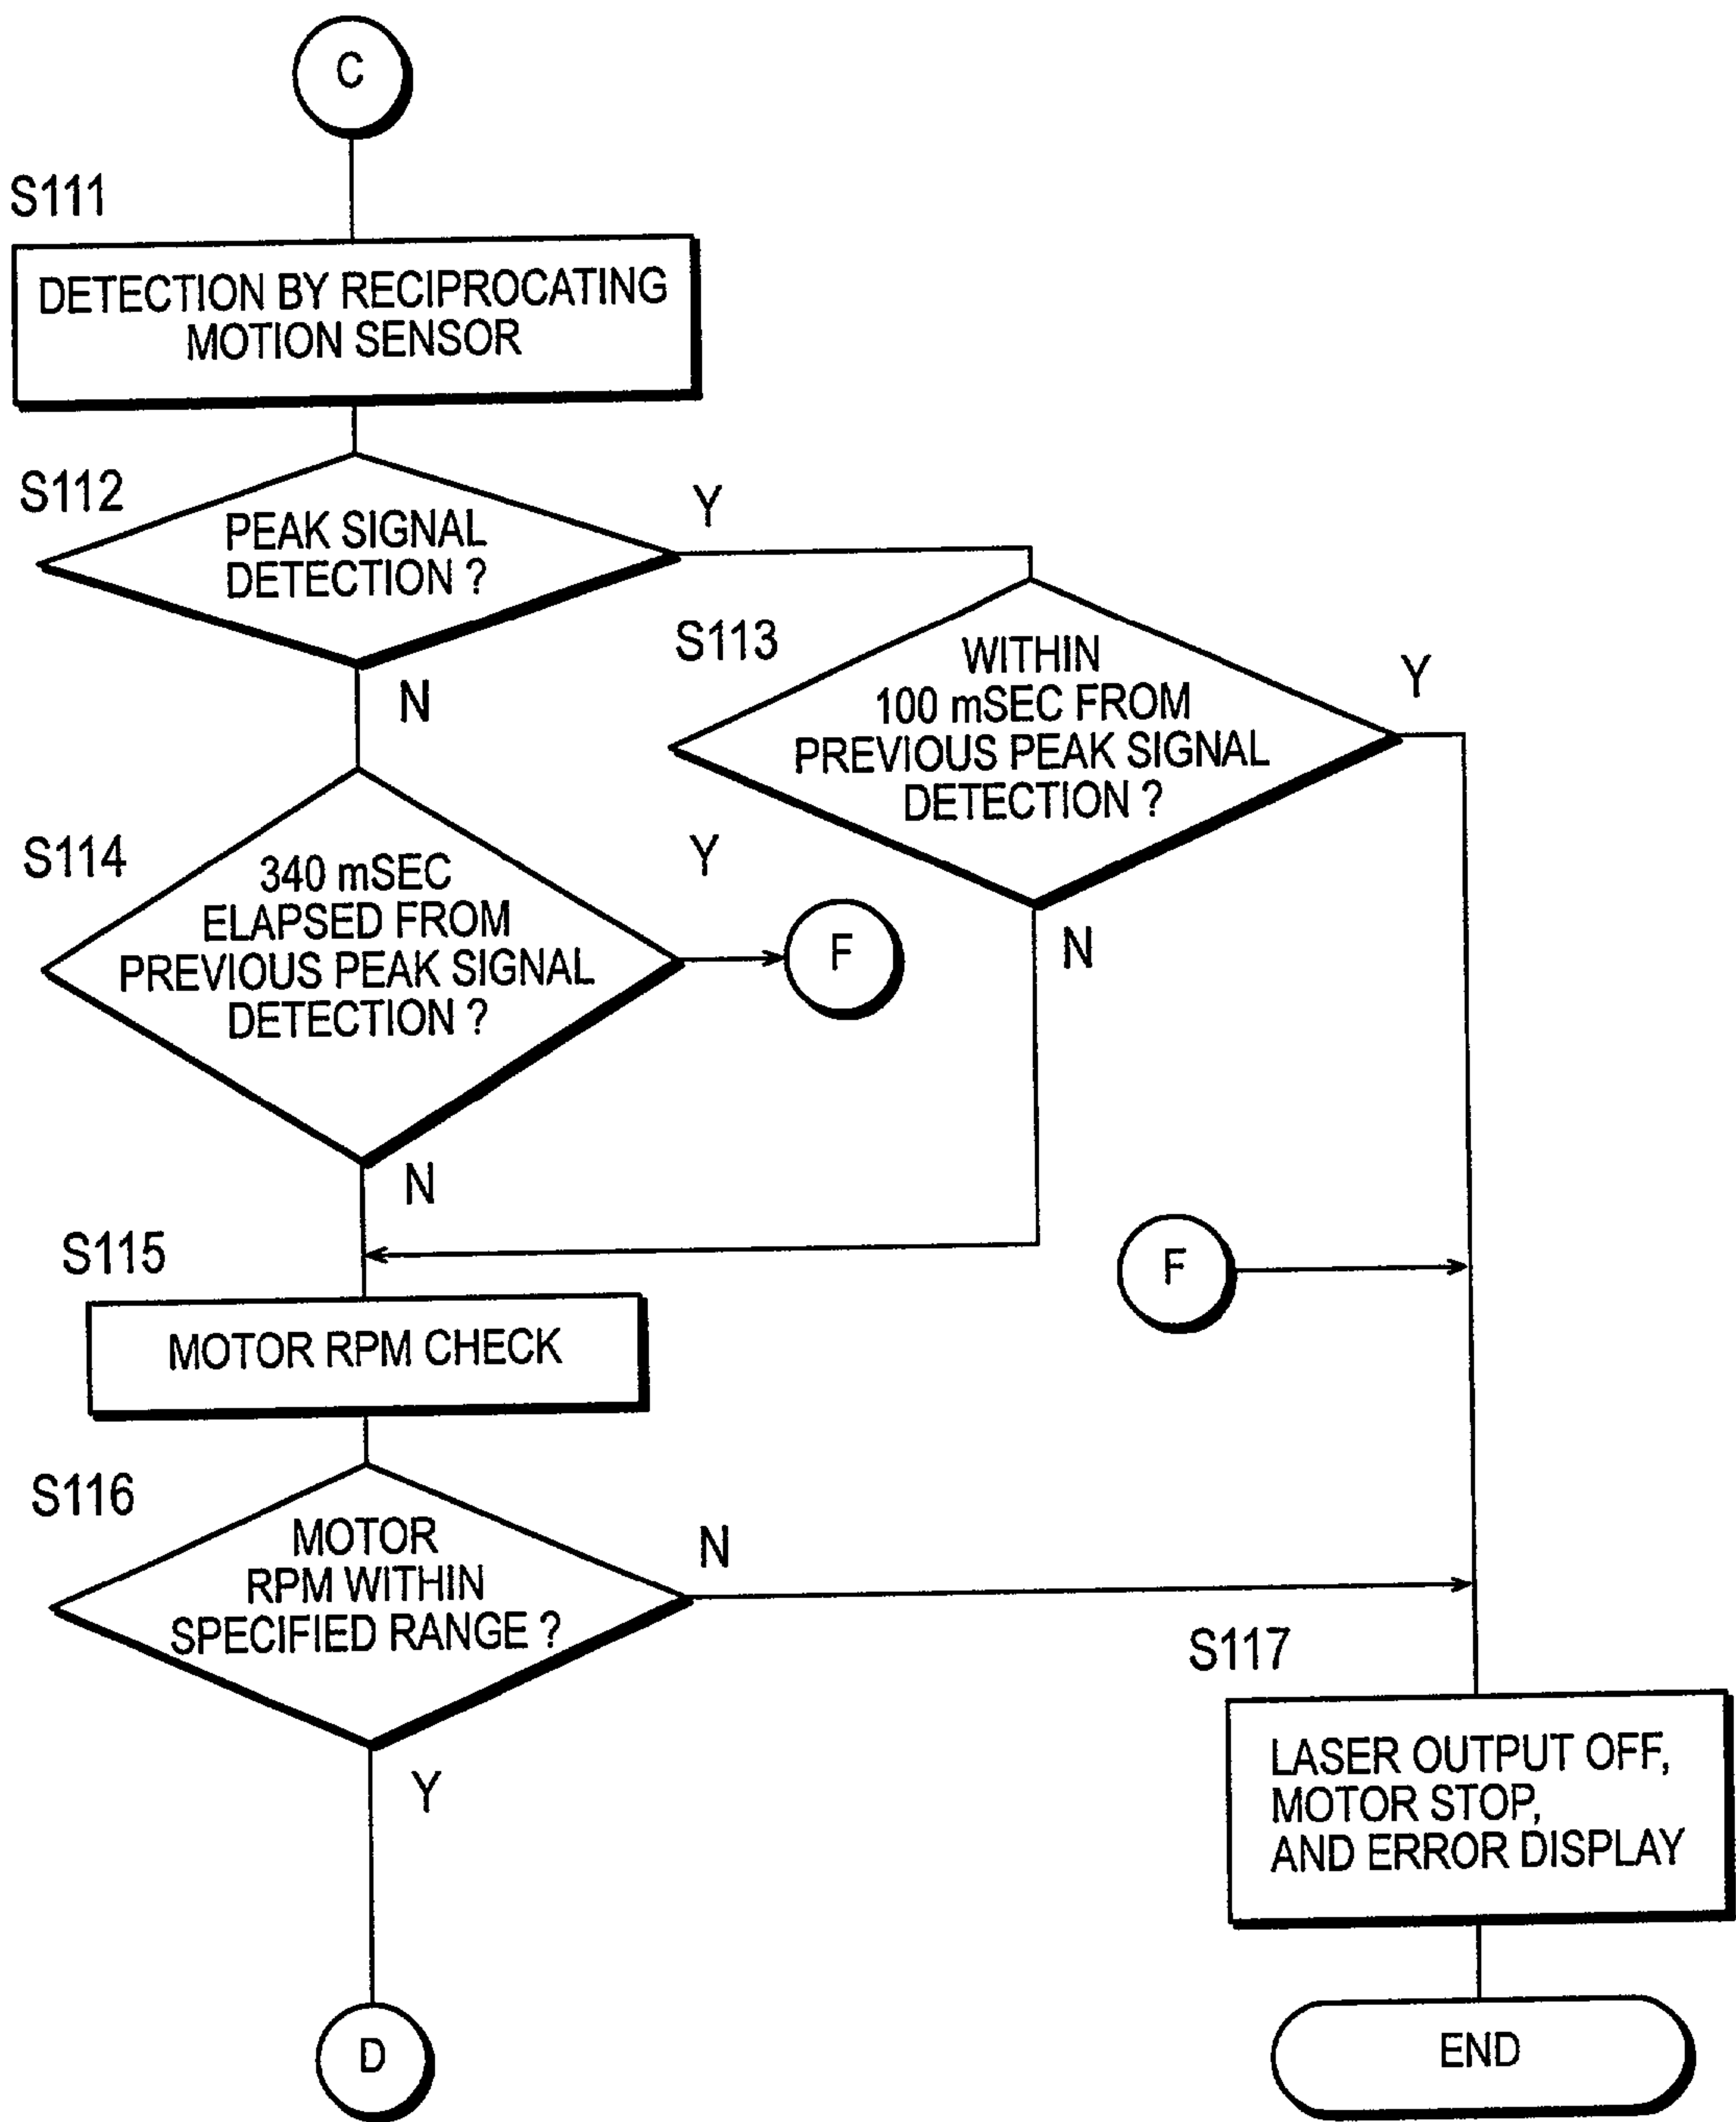 C
S111
DETECTION BY RECIPROCATING
MOTION SENSOR
S112
PEAK SIGNAL
DETECTION ?
Y
N
S113
WITHIN
100 mSEC FROM
PREVIOUS PEAK SIGNAL
DETECTION ?
Y
N
S114
340 mSEC
ELAPSED FROM
PREVIOUS PEAK SIGNAL
DETECTION ?
Y
F
N
F
S115
MOTOR RPM CHECK
S116
MOTOR
RPM WITHIN
SPECIFIED RANGE ?
N
Y
S117
LASER OUTPUT OFF,
MOTOR STOP,
AND ERROR DISPLAY
D
END